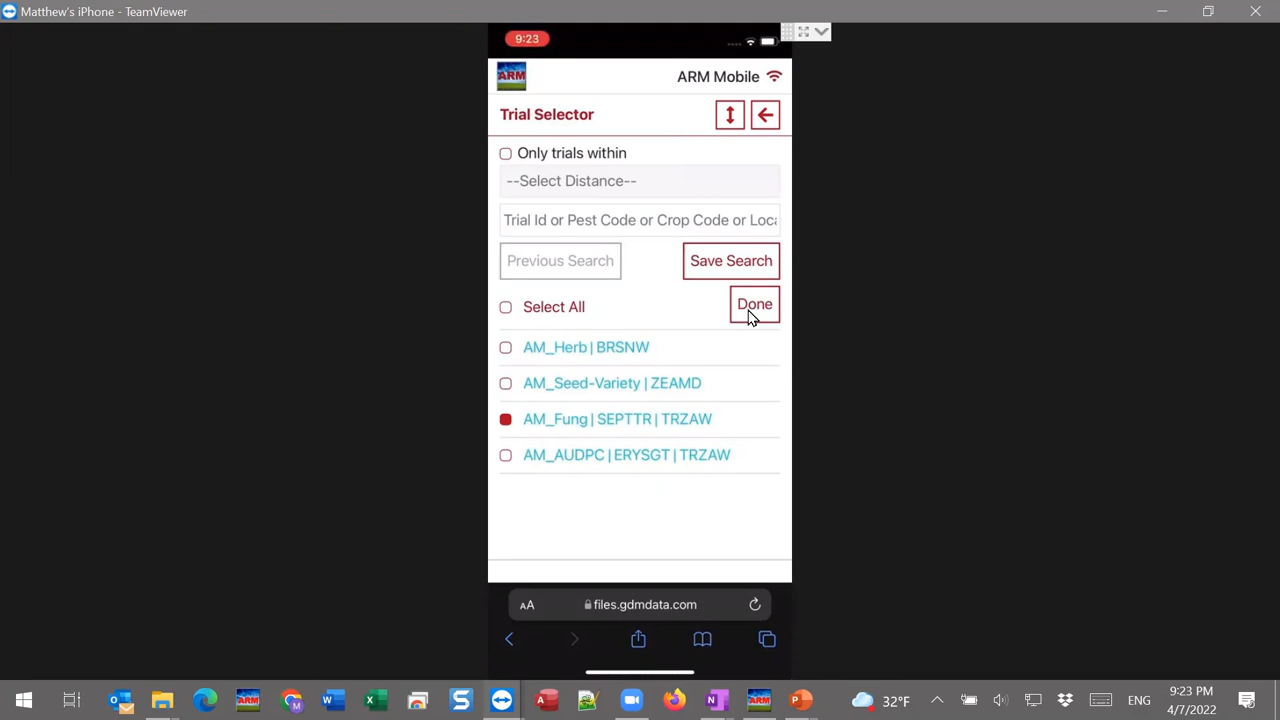 Matthew's iPhone - TeamViewer
9:23
ARM
ARM Mobile
Trial Selector
Only trials within
--Select Distance--
Trial Id or Pest Code or Crop Code or Loca
Previous Search
Save Search
Select All
Done
AM_Herb | BRSNW
AM_Seed-Variety | ZEAMD
AM_Fung | SEPTTR | TRZAW
AM_AUDPC | ERYSGT | TRZAW
AA
files.gdmdata.com
ARM
ARM
32°F
ENG
9:23 PM
4/7/2022